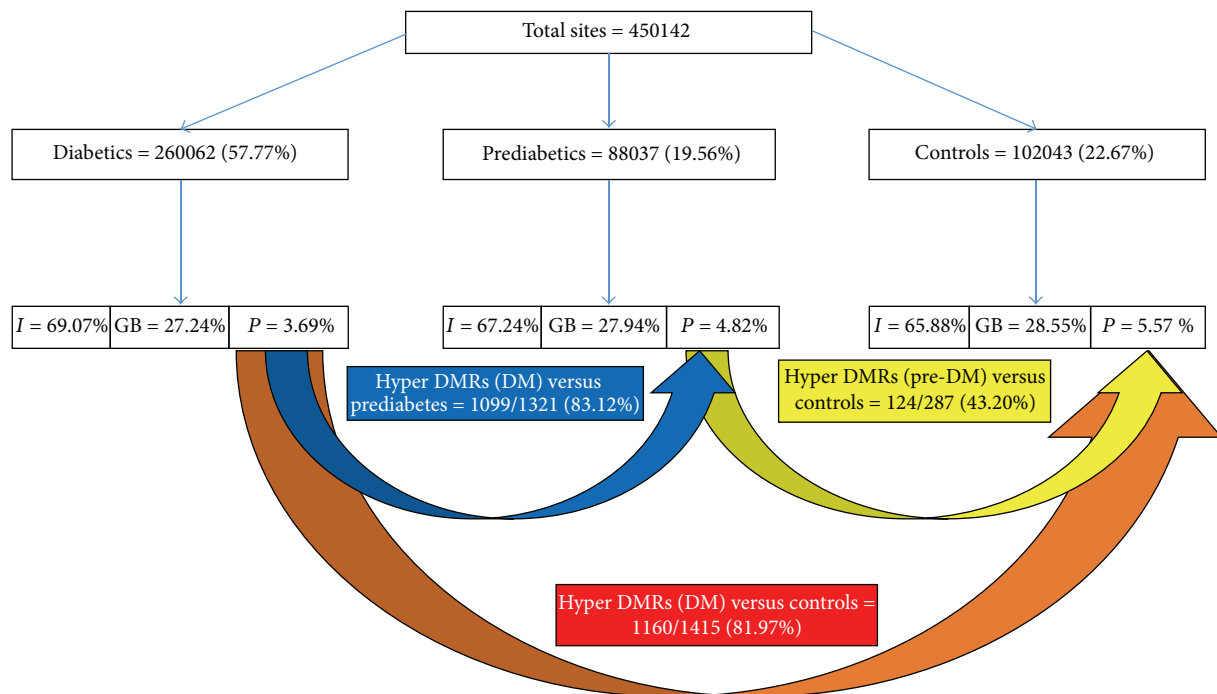 Total sites = 450142
Diabetics = 260062 (57.77%)
Prediabetics = 88037 (19.56%)
Controls = 102043 (22.67%)
I = 69.07%
GB = 27.24%
P = 3.69%
I = 67.24%
GB = 27.94%
P = 4.82%
I = 65.88%
GB = 28.55%
P = 5.57 %
Hyper DMRs (DM) versus
prediabetes = 1099/1321 (83.12%)
Hyper DMRs (pre-DM) versus
controls = 124/287 (43.20%)
Hyper DMRs (DM) versus controls =
1160/1415 (81.97%)